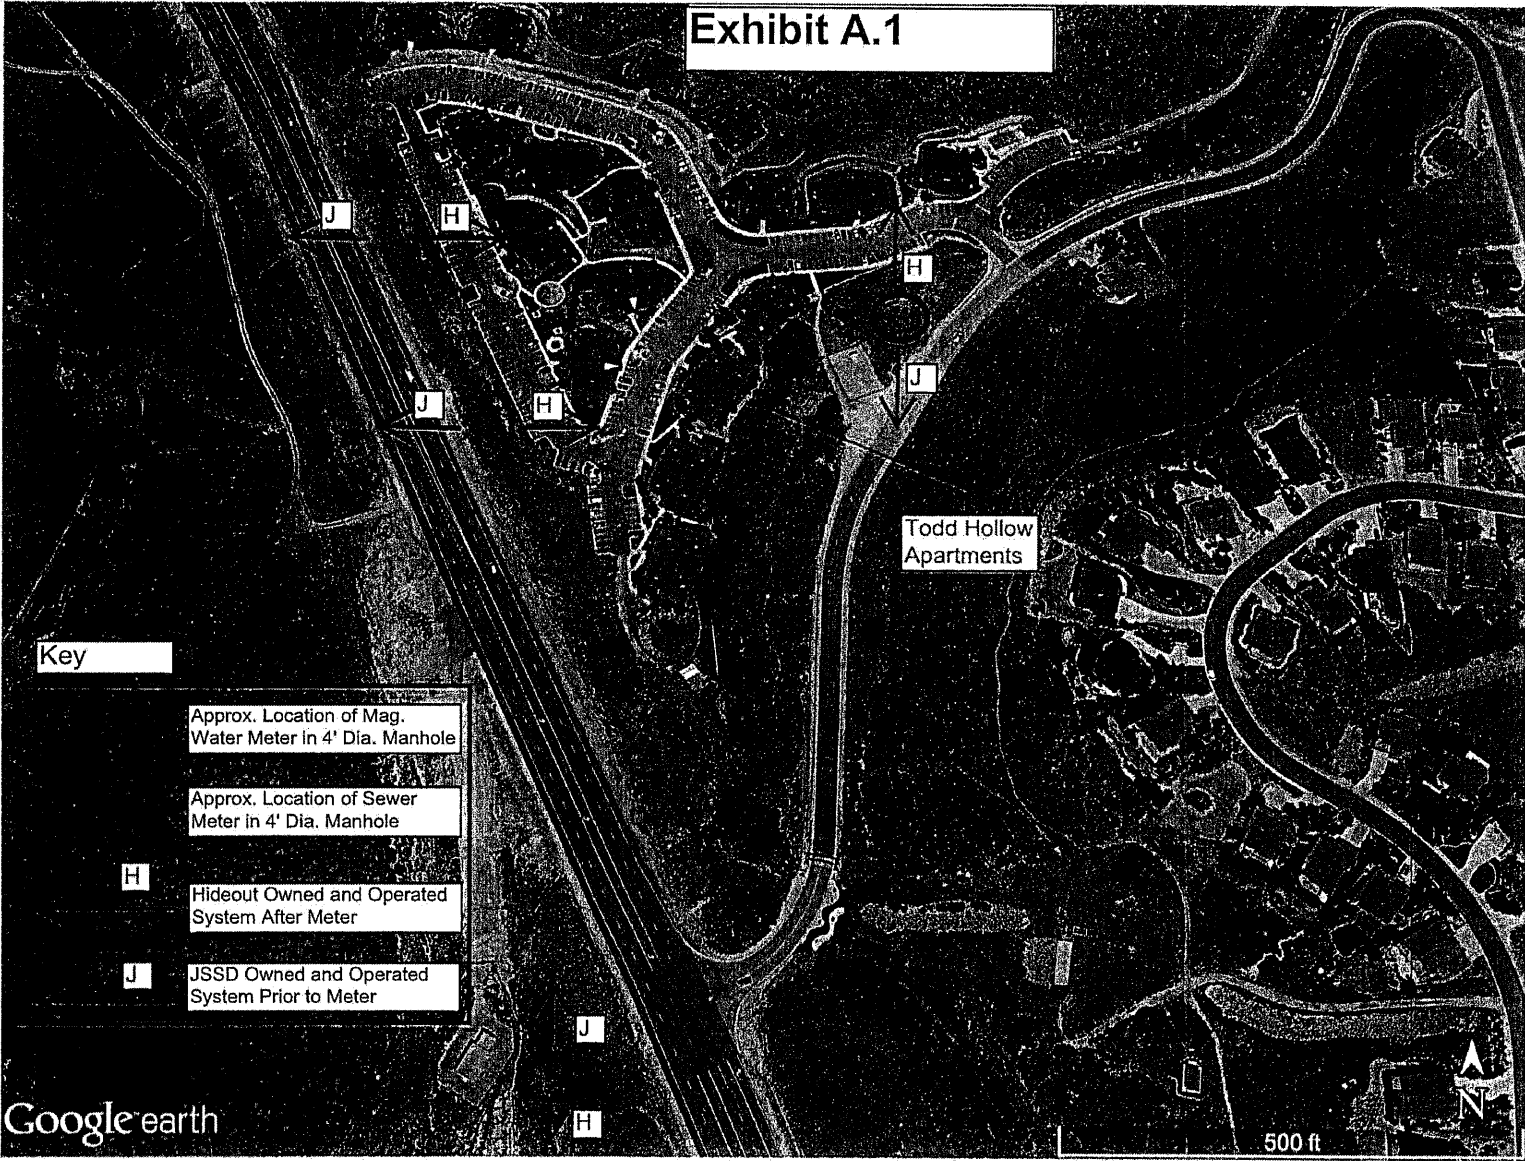 Exhibit A.1
J
H
H
J
J
H
Todd Hollow
Apartments
Key
Approx. Location of Mag.
Water Meter in 4' Dia. Manhole
Approx. Location of Sewer
Meter in 4' Dia. Manhole
H
Hideout Owned and Operated
System After Meter
J
JSSD Owned and Operated
System Prior to Meter
J
H
Google earth
N
500 ft